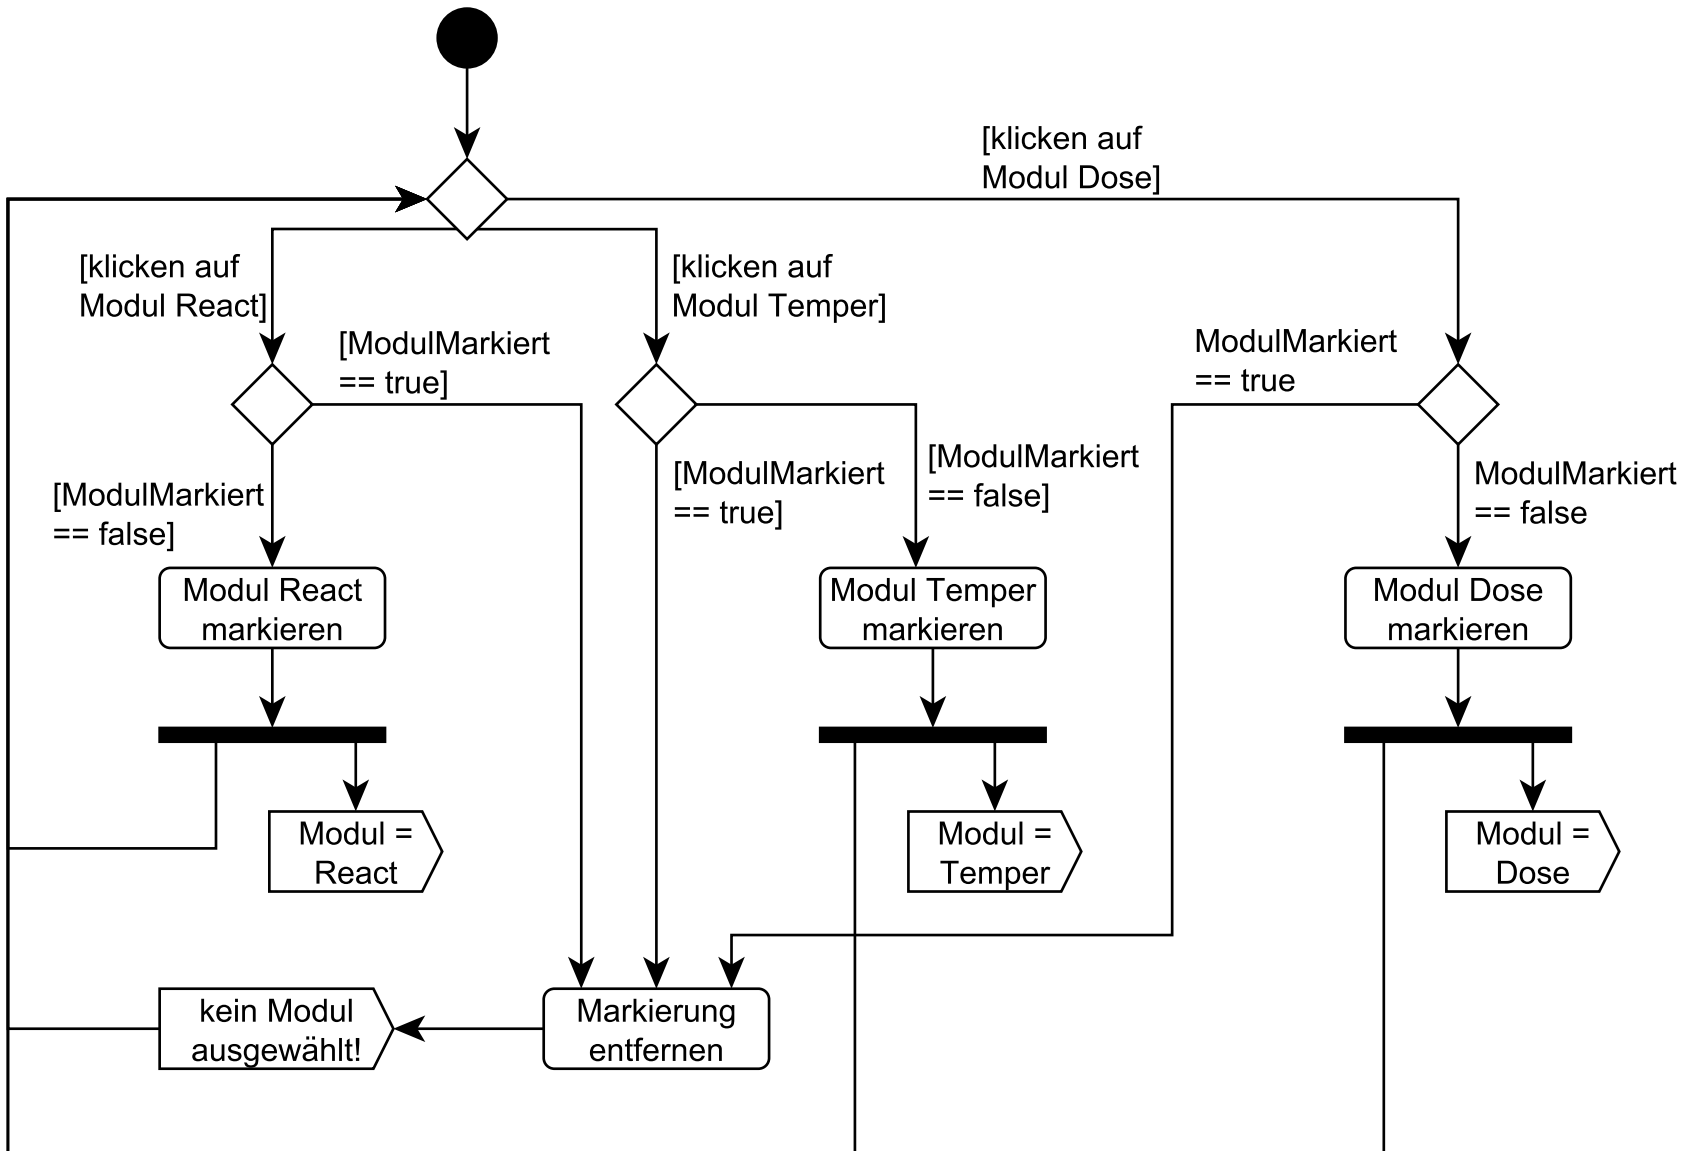 [klicken auf
Modul Dose]
[klicken auf
Modul React]
[klicken auf
Modul Temper]
[ModulMarkiert
== true]
ModulMarkiert
== true
[ModulMarkiert
== false]
[ModulMarkiert
== true]
[ModulMarkiert
== false]
ModulMarkiert
== false
Modul React
markieren
Modul Temper
markieren
Modul Dose
markieren
Modul =
React
Modul =
Temper
Modul =
Dose
kein Modul
ausgewählt!
Markierung
entfernen